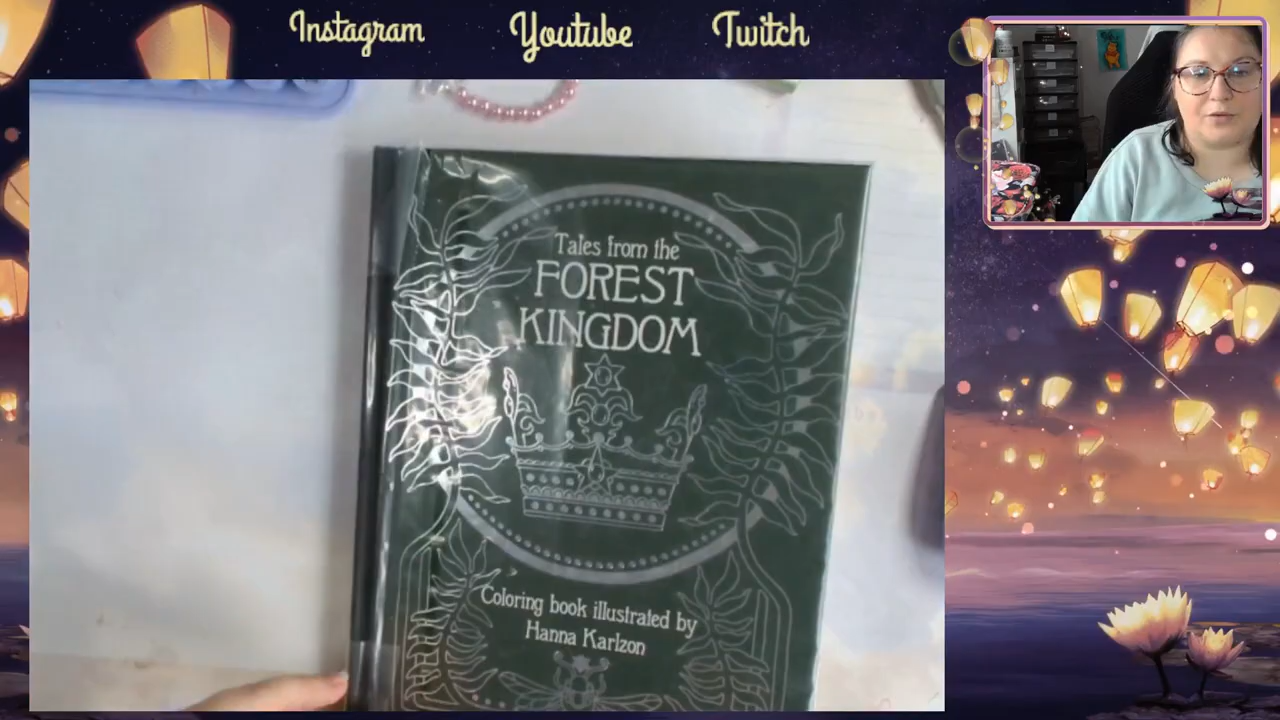 Instagram Youtube Twitch
Tales from the
FOREST
KINGDOM
Coloring book illustrated by
Hanna Karlzon